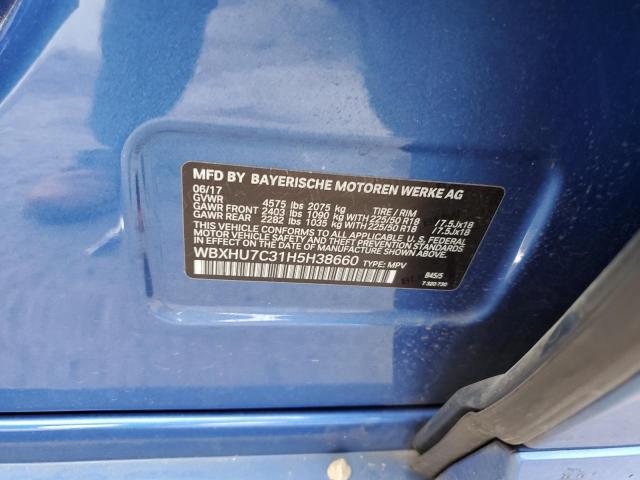 MFD BY BAYERISCHE MOTOREN WERKE AG
06/17
GVWR 4575 lbs 2075 kg TIRE / RIM
GAWR FRONT 2403 lbs 1090 kg WITH 225/50 R18 /7.5Jx18
GAWR REAR 2282 lbs 1035 kg WITH 225/50 R18 /7.5Jx18
THIS VEHICLE CONFORMS TO ALL APPLICABLE U.S. FEDERAL
MOTOR VEHICLE SAFETY AND THEFT PREVENTION STANDARDS
IN EFFECT ON THE DATE OF MANUFACTURE SHOWN ABOVE.
WBXHU7C31H5H38660 TYPE: MPV
B45/5
7 320 730